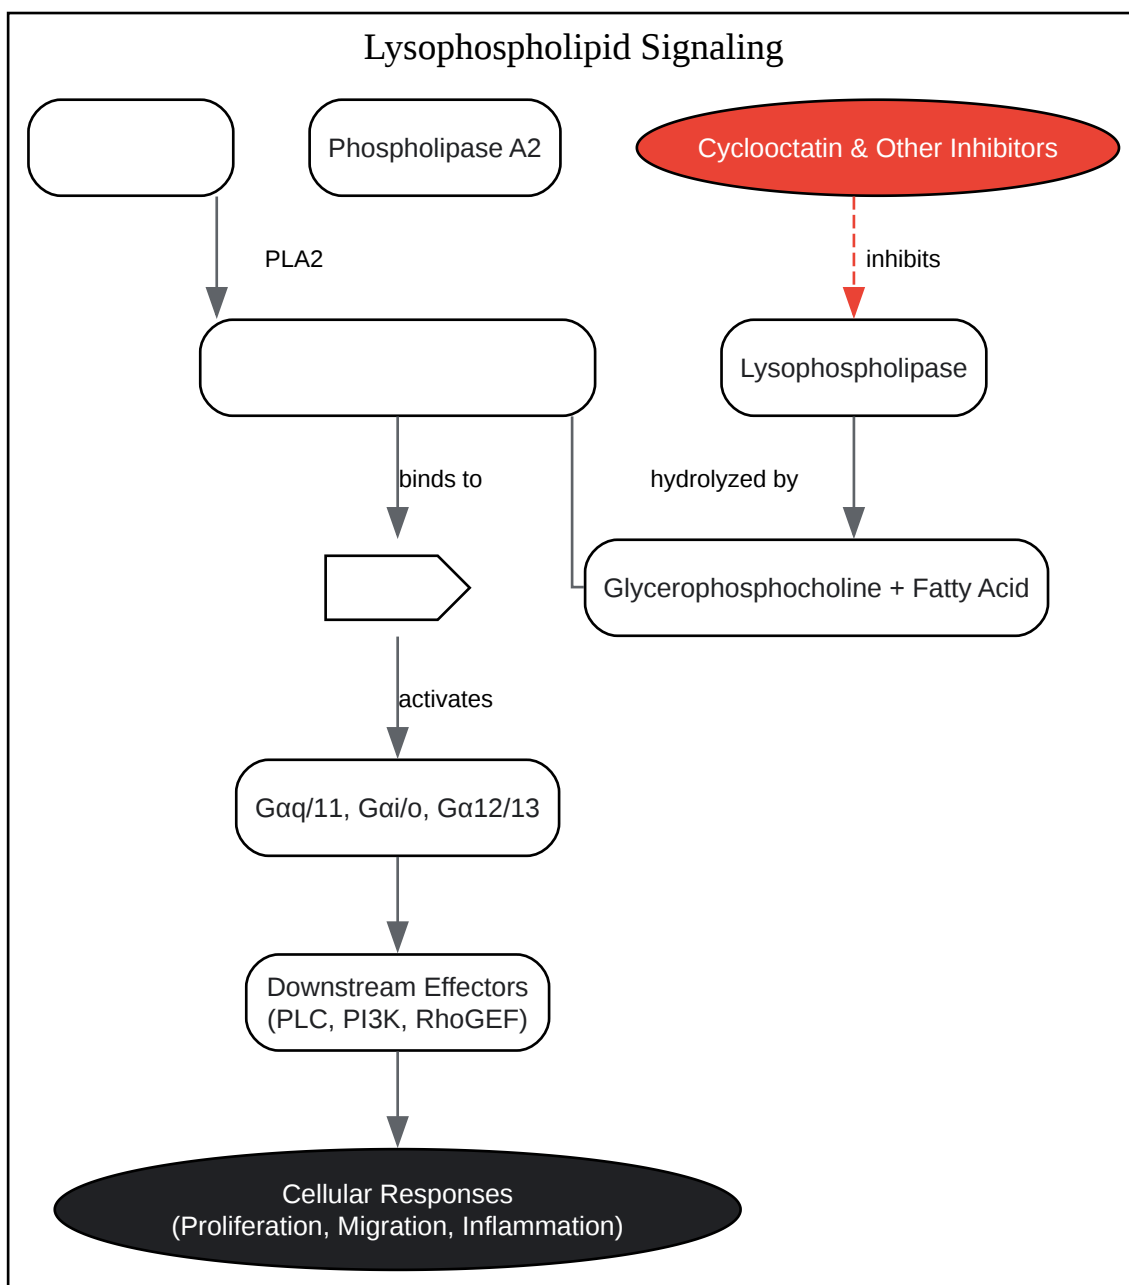 Lysophospholipid Signaling
Phospholipase A2
Cyclooctatin & Other Inhibitors
PLA2
inhibits
Lysophospholipase
binds to
hydrolyzed by
Glycerophosphocholine + Fatty Acid
activates
Gαq/11, Gαi/o, Gα12/13
Downstream Effectors
(PLC, PI3K, RhoGEF)
Cellular Responses
(Proliferation, Migration, Inflammation)